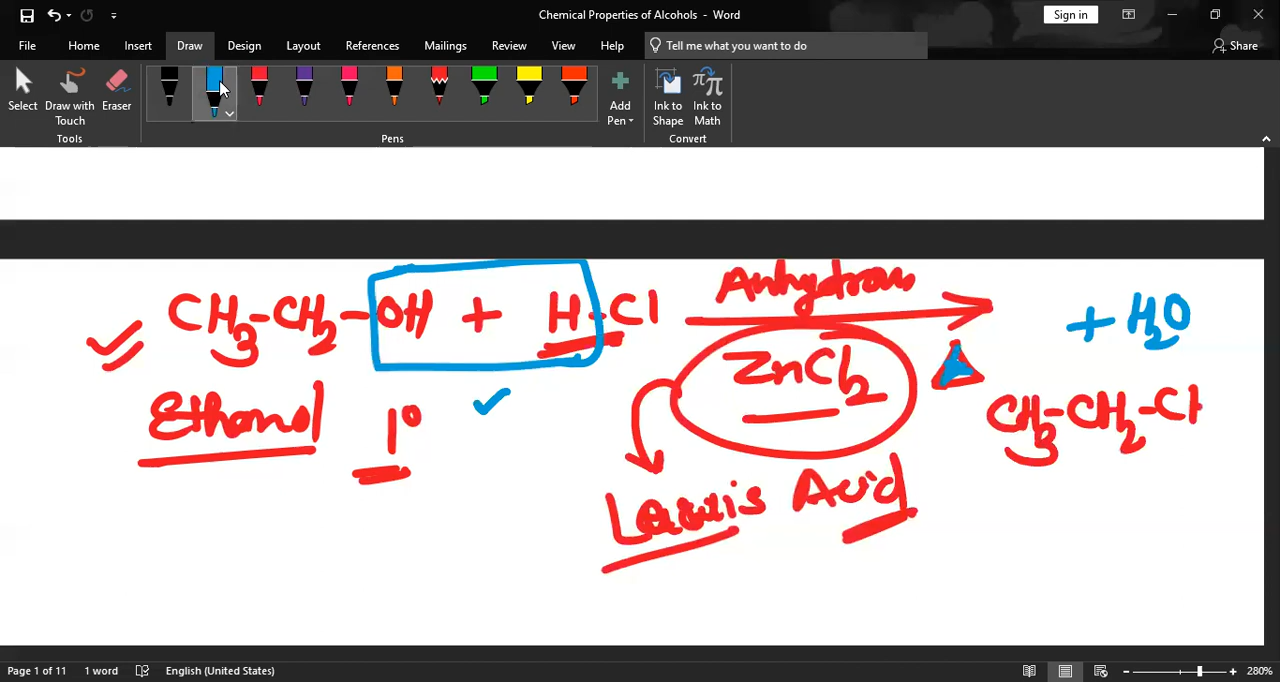 Chemical Properties of Alcohols - Word
Sign in
File Home Insert Draw Design Layout References Mailings Review View Help Tell me what you want to do Share
Select Draw with Touch Eraser Add Pen Ink to Shape Ink to Math
Tools Pens Convert
CH3-CH2-OH + H-Cl Anhydrous + H2O
ZnCl2
Ethanol 1° CH3-CH2-Cl
Acid
Page 1 of 11 1 word English (United States) 280%